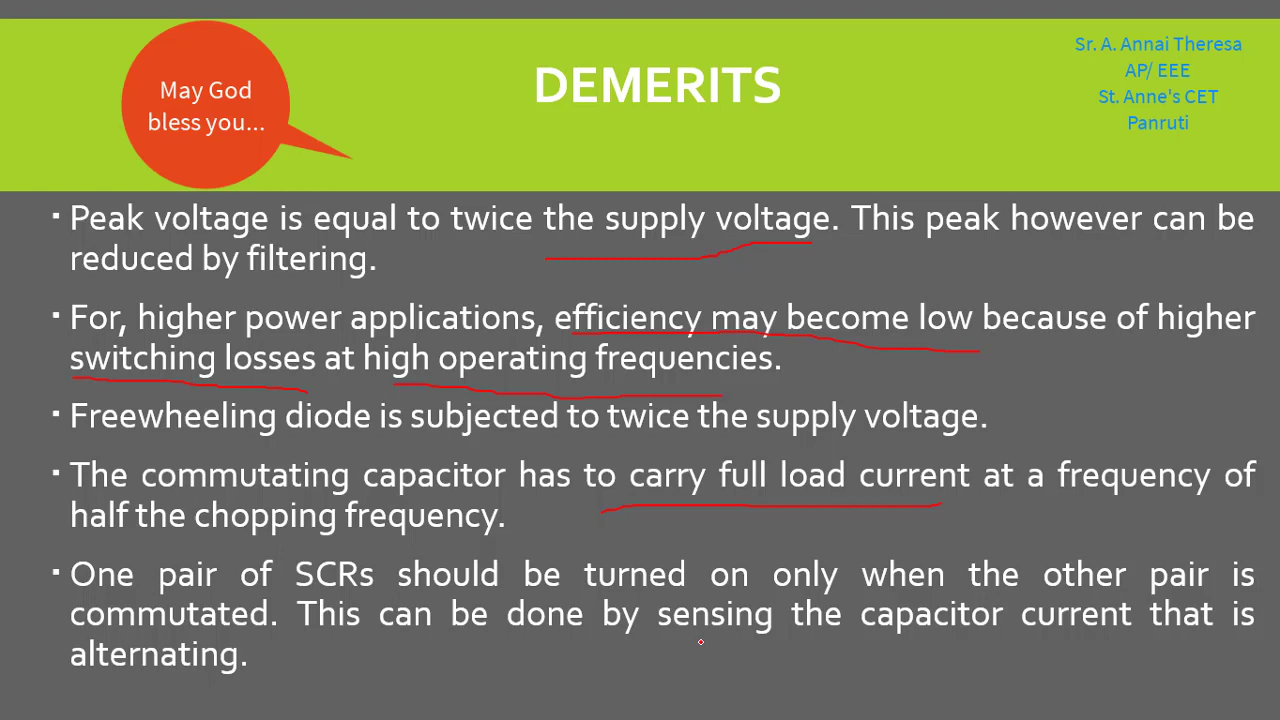 May God
bless you...
DEMERITS
Sr. A. Annai Theresa
AP/ EEE
St. Anne's CET
Panruti
▪ Peak voltage is equal to twice the supply voltage. This peak however can be
reduced by filtering.
▪ For, higher power applications, efficiency may become low because of higher
switching losses at high operating frequencies.
▪ Freewheeling diode is subjected to twice the supply voltage.
▪ The commutating capacitor has to carry full load current at a frequency of
half the chopping frequency.
▪ One pair of SCRs should be turned on only when the other pair is
commutated. This can be done by sensing the capacitor current that is
alternating.